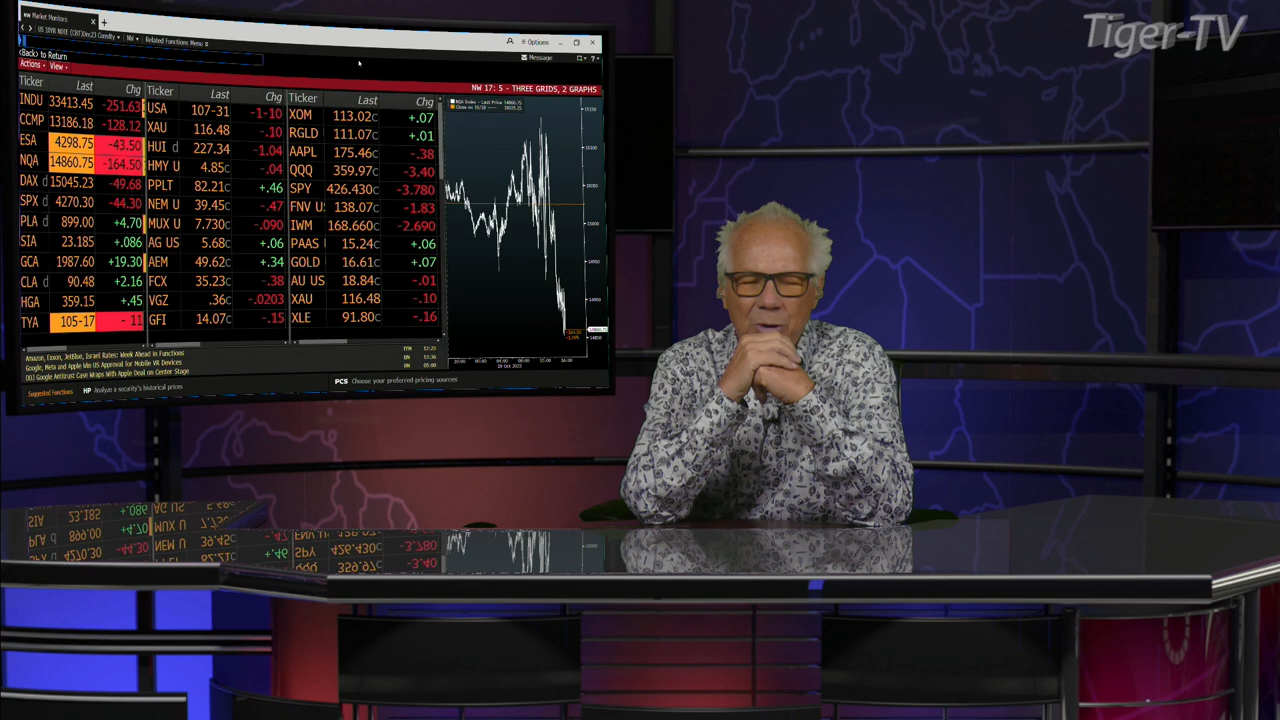 Tiger-TV
Market Monitors
US 10YR NOTE (CBT)Dec23 Comdty NW Related Functions Menu
Options
<Back> to Return
Message
Actions View
NW 17: 5 - THREE GRIDS, 2 GRAPHS
Ticker Last Chg Ticker Last Chg Ticker Last Chg
INDU 33413.45 -251.63 USA 107-31 -1-10 XOM 113.02C +.07
CCMP 13186.18 -128.12 XAU 116.48 -.10 RGLD 111.07C +.01
ESA 4298.75 -43.50 HUI d 227.34 -1.04 AAPL 175.46C -.38
NQA 14860.75 -164.50 HMY U 4.85C -.04 QQQ 359.97C -3.40
DAX d 15045.23 -49.68 PPLT 82.21C +.46 SPY 426.430C -3.780
SPX d 4270.30 -44.30 NEM U 39.45C -.47 FNV U 138.07C -1.83
PLA d 899.00 +4.70 MUX U 7.730C -.090 IWM 168.660C -2.690
SIA 23.185 +.086 AG US 5.68C +.06 PAAS 15.24C +.06
GCA 1987.60 +19.30 AEM 49.62C +.34 GOLD 16.61C +.07
CLA d 90.48 +2.16 FCX 35.23C -.38 AU US 18.84C -.01
HGA 359.15 +.45 VGZ .36C -.0203 XAU 116.48 -.10
TYA 105-17 - 11 GFI 14.07C -.15 XLE 91.80C -.16
19 Oct 2023
Amazon, Exxon, JetBlue, Israel Rates: Week Ahead in Functions
Google, Meta and Apple Win US Approval for Mobile VR Devices
DOJ Google Antitrust Case Wraps With Apple Deal on Center Stage
Suggested Functions HP Analyze a security's historical prices PCS Choose your preferred pricing sources